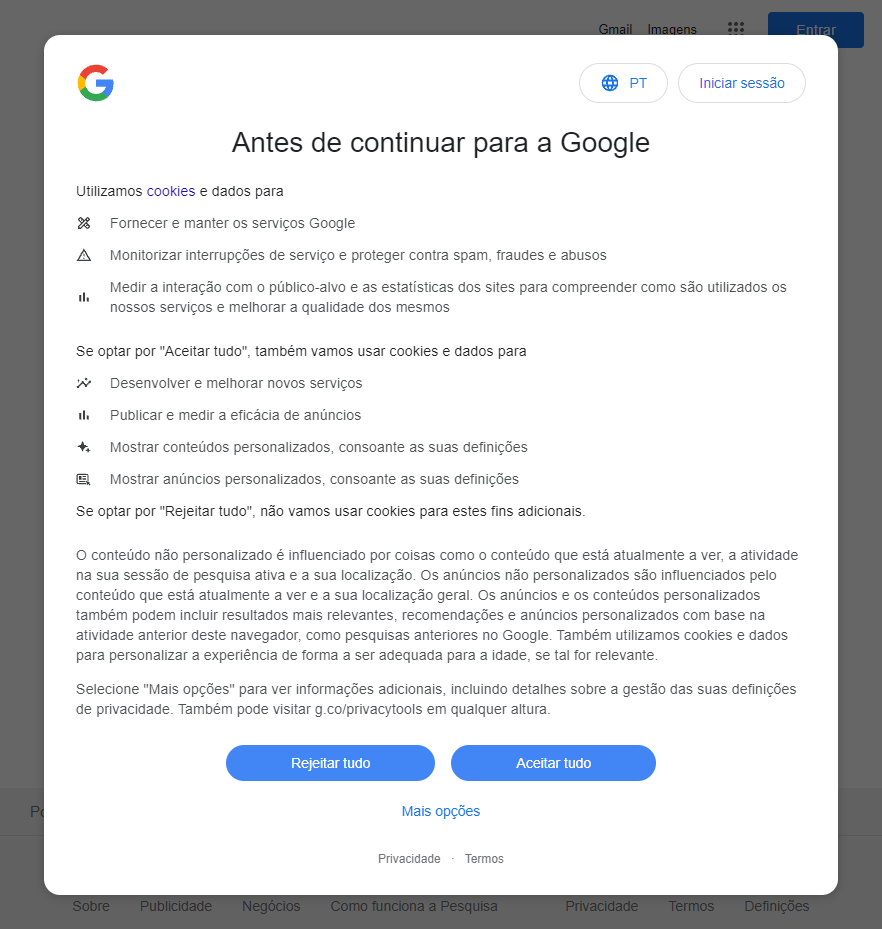 Gmail Imagens Entrar
PT Iniciar sessão
Antes de continuar para a Google
Utilizamos cookies e dados para
Fornecer e manter os serviços Google
Monitorizar interrupções de serviço e proteger contra spam, fraudes e abusos
Medir a interação com o público-alvo e as estatísticas dos sites para compreender como são utilizados os
nossos serviços e melhorar a qualidade dos mesmos
Se optar por "Aceitar tudo", também vamos usar cookies e dados para
Desenvolver e melhorar novos serviços
Publicar e medir a eficácia de anúncios
Mostrar conteúdos personalizados, consoante as suas definições
Mostrar anúncios personalizados, consoante as suas definições
Se optar por "Rejeitar tudo", não vamos usar cookies para estes fins adicionais.
O conteúdo não personalizado é influenciado por coisas como o conteúdo que está atualmente a ver, a atividade
na sua sessão de pesquisa ativa e a sua localização. Os anúncios não personalizados são influenciados pelo
conteúdo que está atualmente a ver e a sua localização geral. Os anúncios e os conteúdos personalizados
também podem incluir resultados mais relevantes, recomendações e anúncios personalizados com base na
atividade anterior deste navegador, como pesquisas anteriores no Google. Também utilizamos cookies e dados
para personalizar a experiência de forma a ser adequada para a idade, se tal for relevante.
Selecione "Mais opções" para ver informações adicionais, incluindo detalhes sobre a gestão das suas definições
de privacidade. Também pode visitar g.co/privacytools em qualquer altura.
Rejeitar tudo Aceitar tudo
Mais opções
Privacidade · Termos
Sobre Publicidade Negócios Como funciona a Pesquisa Privacidade Termos Definições